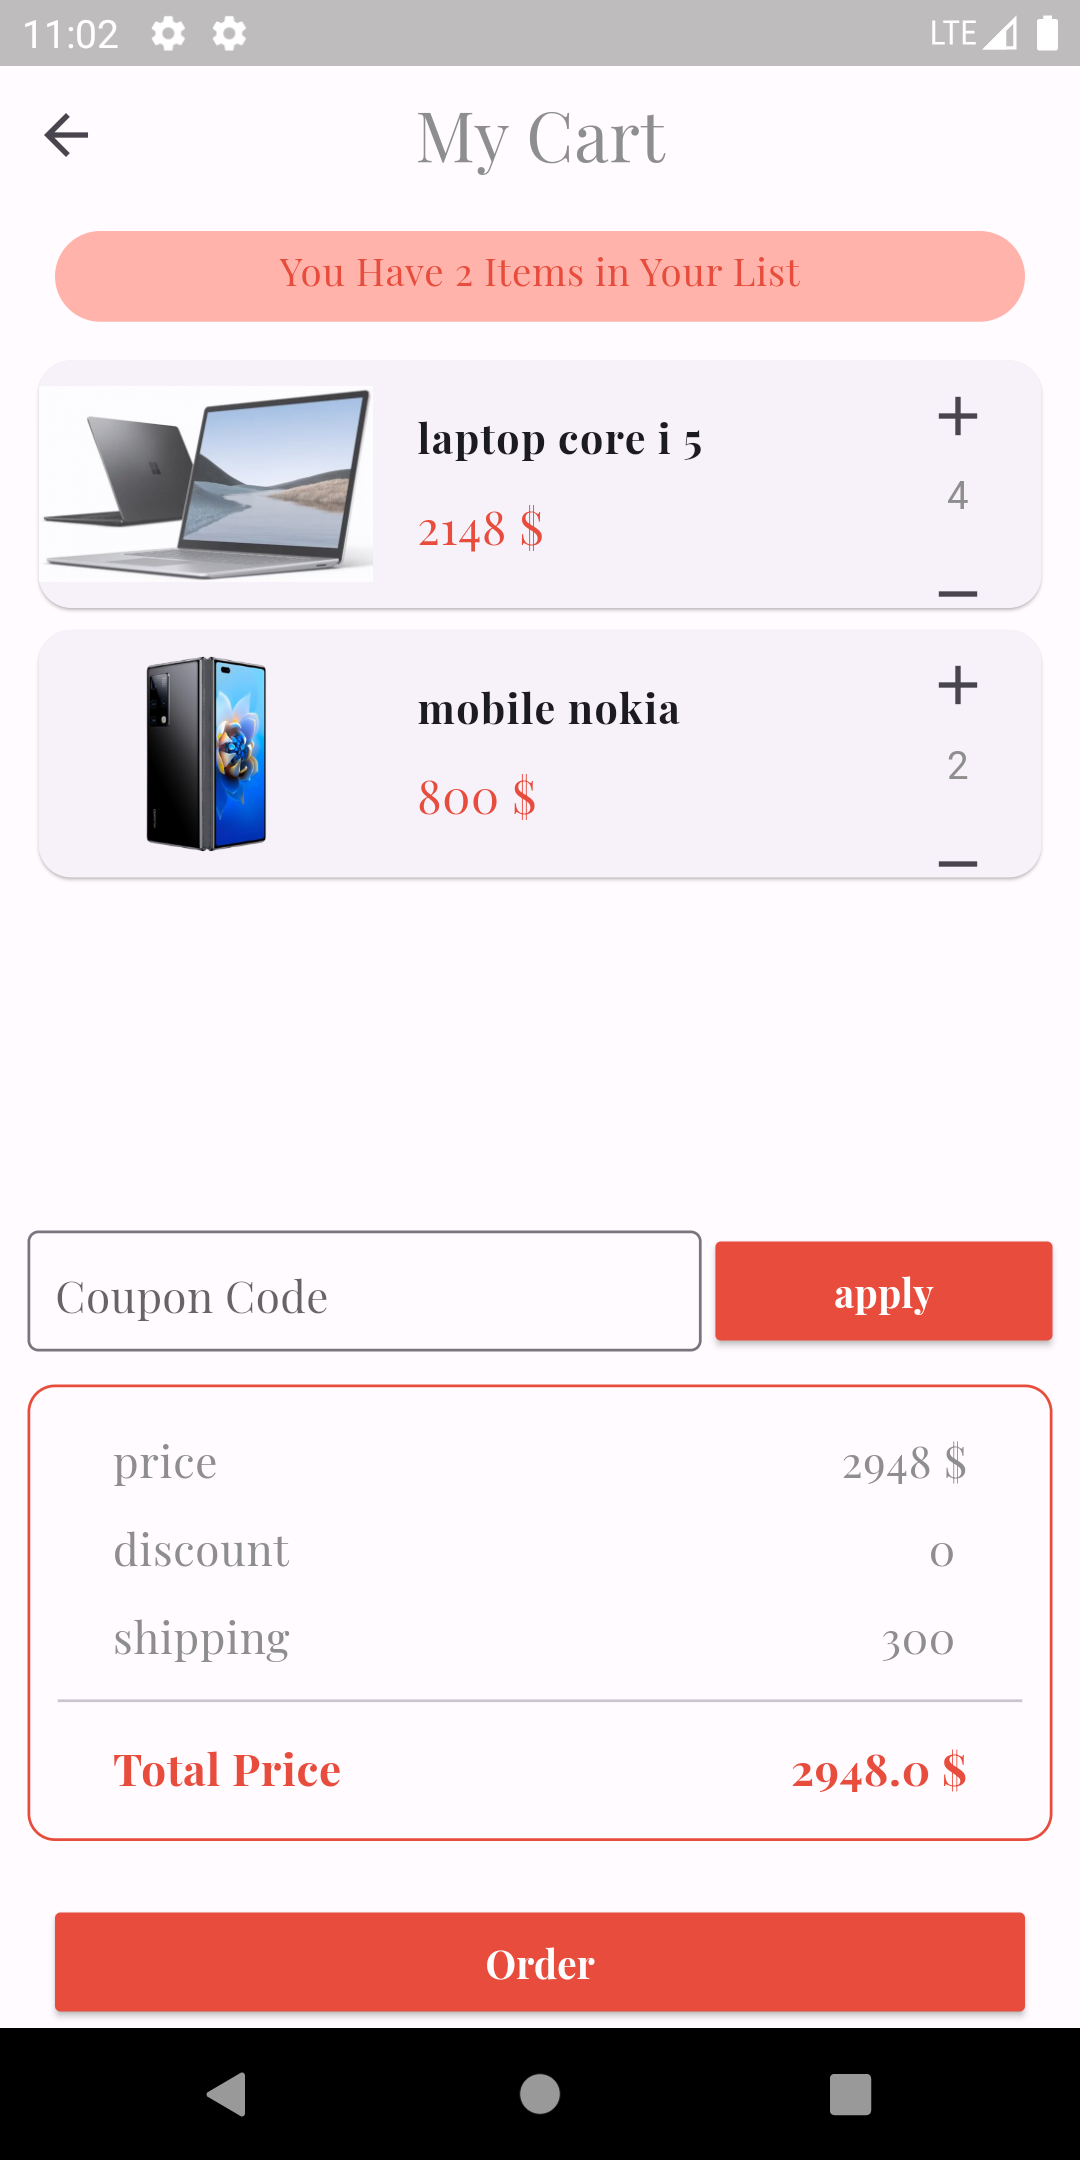 11:02 LTE
My Cart
You Have 2 Items in Your List
laptop core i 5
4
2148 $
mobile nokia
2
800 $
Coupon Code
apply
price 2948 $
discount 0
shipping 300
Total Price 2948.0 $
Order